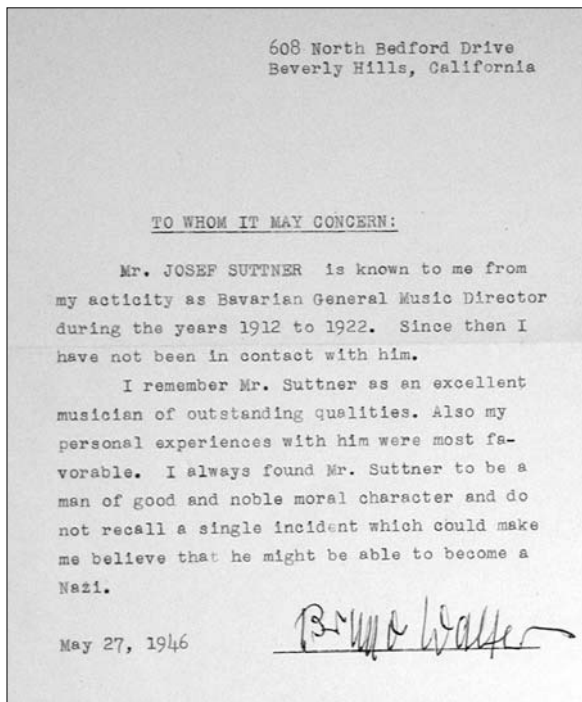 608 North Bedford Drive
Beverly Hills, California
TO WHOM IT MAY CONCERN:
Mr. JOSEF SUTTNER is known to me from
my acticity as Bavarian General Music Director
during the years 1912 to 1922. Since then I
have not been in contact with him.
I remember Mr. Suttner as an excellent
musician of outstanding qualities. Also my
personal experiences with him were most fa-
vorable. I always found Mr. Suttner to be a
man of good and noble moral character and do
not recall a single incident which could make
me believe that he might be able to become a
Nazi.
May 27, 1946
Bruno Walter